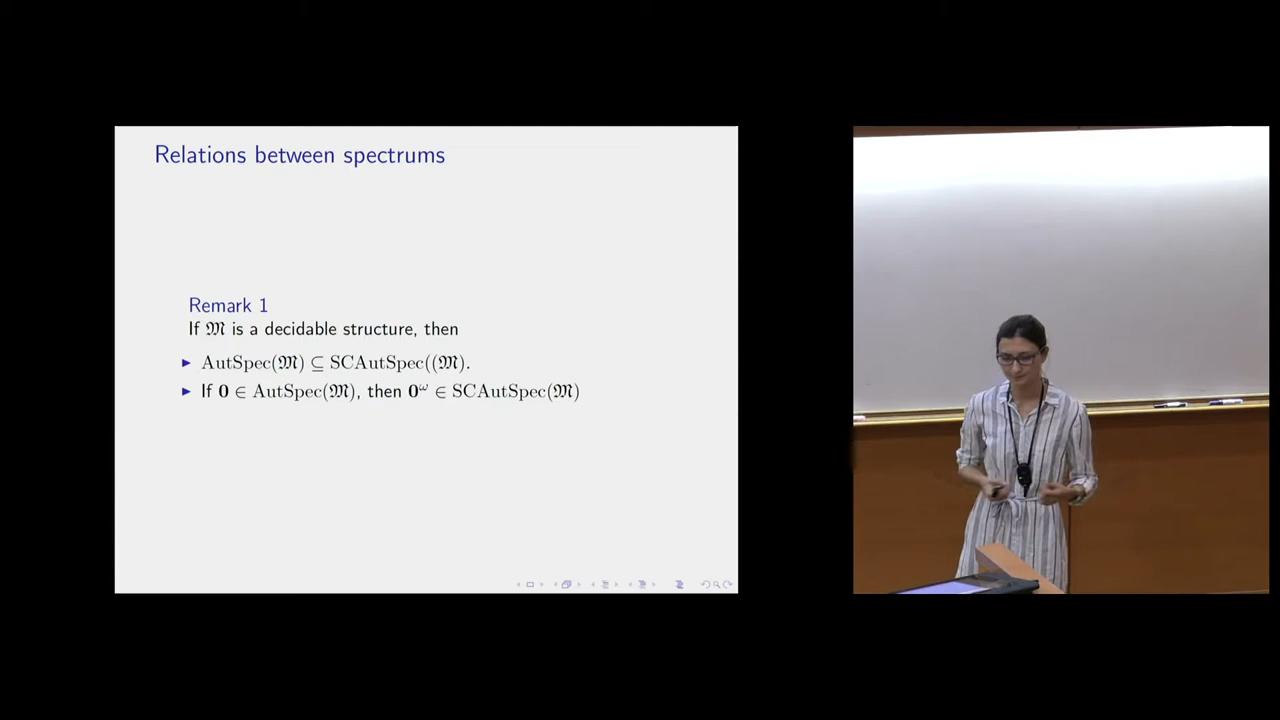 Relations between spectrums
Remark 1
If 𝔐 is a decidable structure, then
▶ AutSpec(𝔐) ⊆ SCAutSpec((𝔐).
▶ If 𝟎 ∈ AutSpec(𝔐), then 𝟎^ω ∈ SCAutSpec(𝔐)